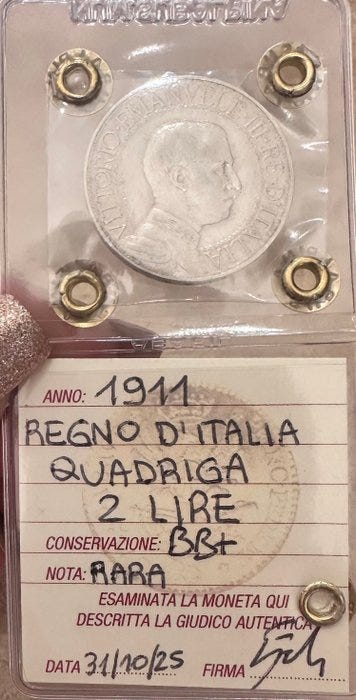 VITTORIO EMANUELE III RE D'ITALIA
ANNO: 1911
REGNO D'ITALIA
QUADRIGA
2 LIRE
CONSERVAZIONE: BB+
NOTA: RARA
ESAMINATA LA MONETA QUI
DESCRITTA LA GIUDICO AUTENTICA
DATA 31/10/25 FIRMA